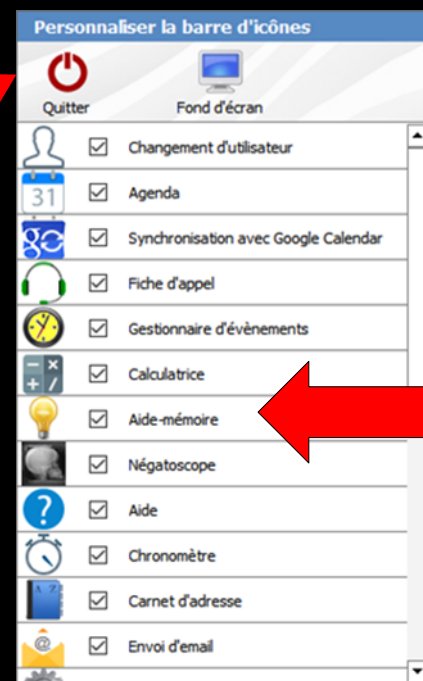 Personnaliser la barre d'icônes
Quitter
Fond d'écran
Changement d'utilisateur
31
Agenda
Synchronisation avec Google Calendar
Fiche d'appel
Gestionnaire d'évènements
Calculatrice
Aide-mémoire
Négatoscope
?
Aide
Chronomètre
A Z
Carnet d'adresse
@
Envoi d'email